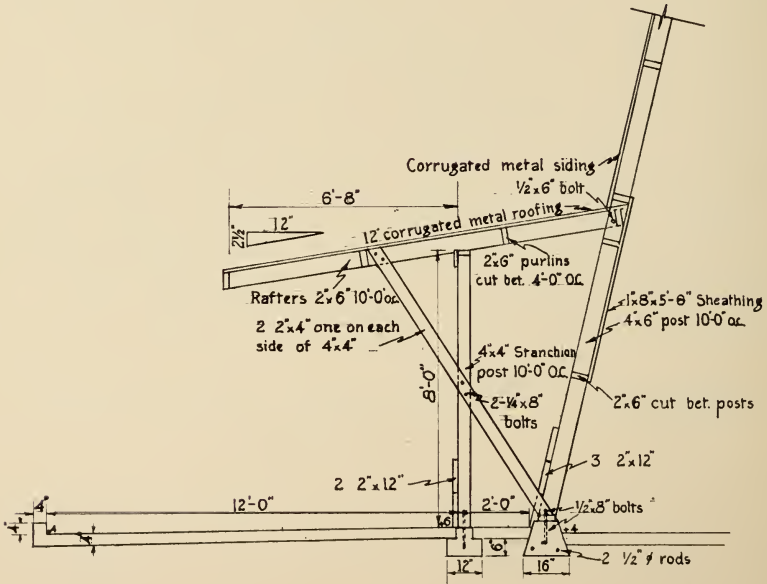 Corrugated metal siding
1/2"x6" bolt
6'-8"
12"
2 1/2"
12' corrugated metal roofing
2"x6" purlins
cut bet. 4'-0" O.C.
Rafters 2"x6" 10'-0" o.c.
1"x8"x5'-8" Sheathing
4"x6" post 10'-0" o.c.
2 2"x4" one on each
side of 4"x4"
4"x4" Stanchion
post 10'-0" O.C.
8'-0"
2-1/4"x8"
bolts
2"x6" cut bet. posts
3 2"x12"
2 2"x12"
4"
12'-0"
2'-0"
1/2"x8" bolts
4"
4"
6
4
6"
12"
16"
2 1/2" ø rods